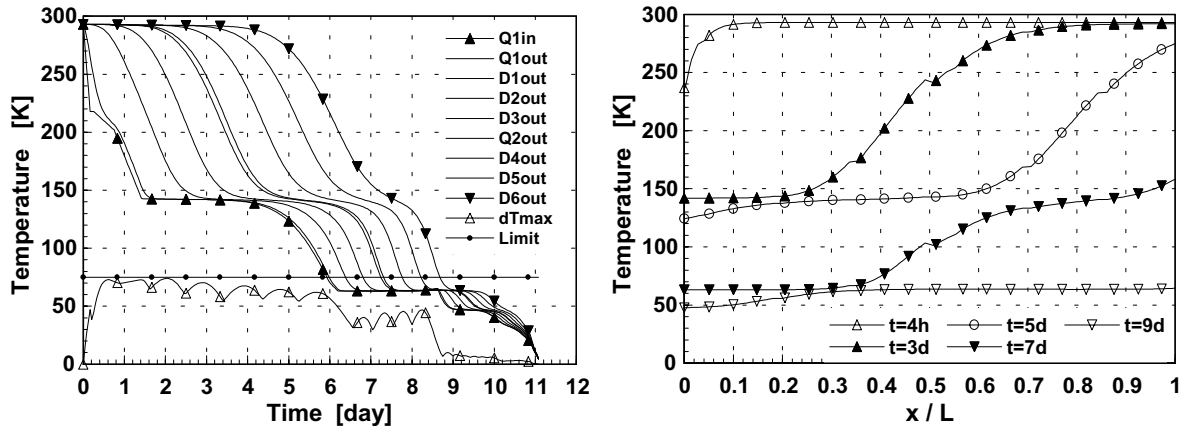 300
250
200
150
100
50
0
Temperature [K]
0 1 2 3 4 5 6 7 8 9 10 11 12
Time [day]
Q1in
Q1out
D1out
D2out
D3out
Q2out
D4out
D5out
D6out
dTmax
Limit
300
250
200
150
100
50
0
Temperature [K]
t=4h t=5d t=9d
t=3d t=7d
0 0.1 0.2 0.3 0.4 0.5 0.6 0.7 0.8 0.9 1
x / L